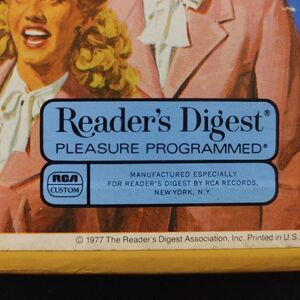 Reader's Digest®
PLEASURE PROGRAMMED®
RCA
CUSTOM
MANUFACTURED ESPECIALLY
FOR READER'S DIGEST BY RCA RECORDS,
NEW YORK, N.Y.
© 1977 The Reader's Digest Association, Inc. Printed in U.S.